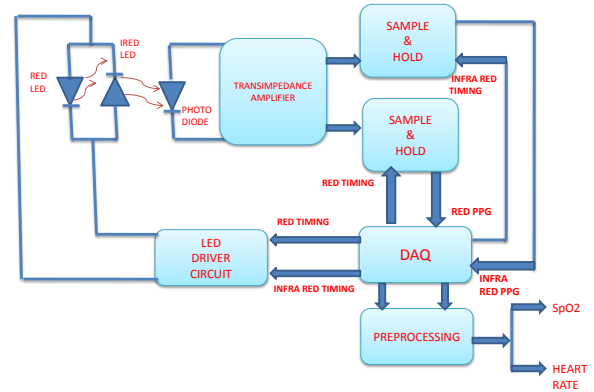 RED
LED
IRED
LED
PHOTO
DIODE
TRANSIMPEDANCE
AMPLIFIER
SAMPLE
&
HOLD
INFRA RED
TIMING
SAMPLE
&
HOLD
RED TIMING
RED PPG
RED TIMING
LED
DRIVER
CIRCUIT
INFRA RED TIMING
DAQ
INFRA
RED PPG
PREPROCESSING
SpO2
HEART
RATE